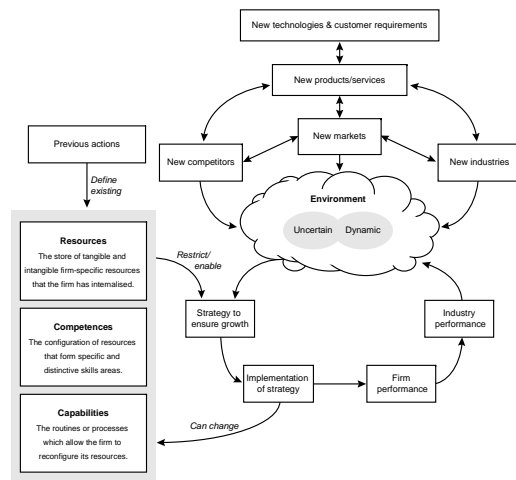 New technologies & customer requirements
New products/services
New markets
Previous actions
New competitors
New industries
Define
existing
Environment
Uncertain
Dynamic
Resources
The store of tangible and
intangible firm-specific resources
that the firm has internalised.
Restrict/
enable
Competences
The configuration of resources
that form specific and
distinctive skills areas.
Strategy to
ensure growth
Industry
performance
Implementation
of strategy
Firm
performance
Capabilities
The routines or processes
which allow the firm to
reconfigure its resources.
Can change